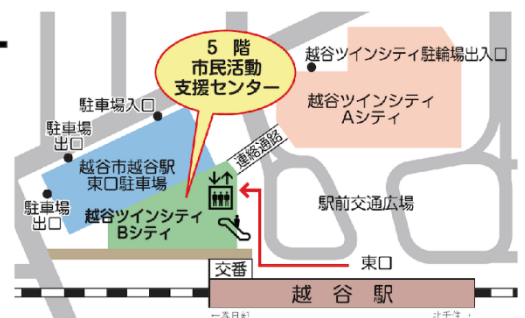 5 階
市民活動
支援センター
越谷ツインシティ駐輪場出入口
越谷ツインシティ
Aシティ
駐車場入口
駐車場
出口
連絡通路
越谷市越谷駅
東口駐車場
駐車場
出口
越谷ツインシティ
Bシティ
駅前交通広場
交番
東口
越谷駅
北千住→